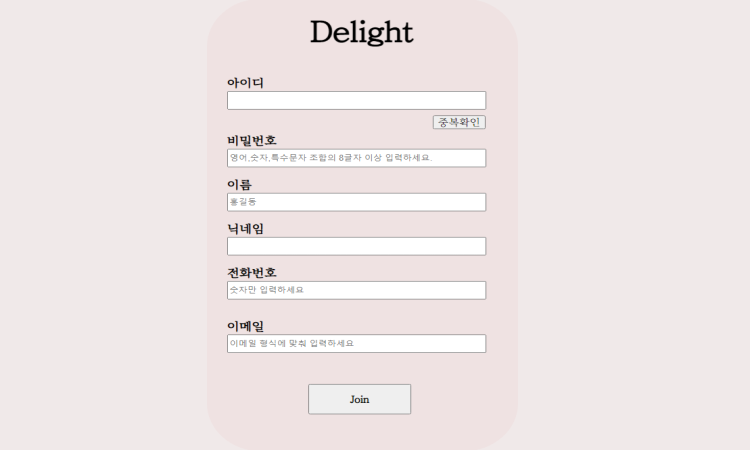 Delight
아이디
중복확인
비밀번호
영어,숫자,특수문자 조합의 8글자 이상 입력하세요.
이름
홍길동
닉네임
전화번호
숫자만 입력하세요
이메일
이메일 형식에 맞춰 입력하세요
Join